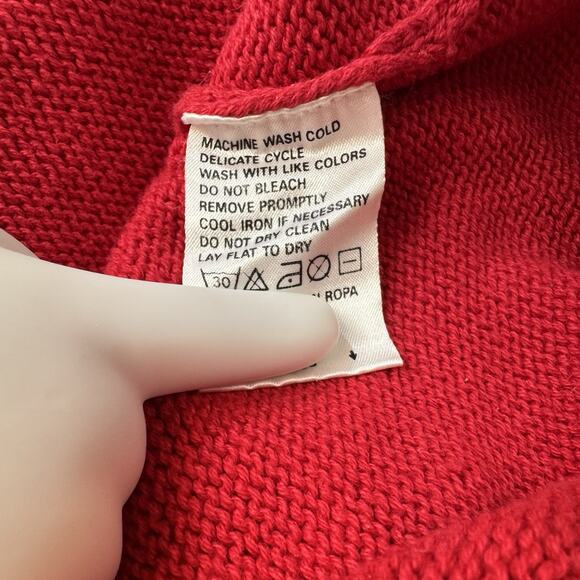 MACHINE WASH COLD
DELICATE CYCLE
WASH WITH LIKE COLORS
DO NOT BLEACH
REMOVE PROMPTLY
COOL IRON IF NECESSARY
DO NOT DRY CLEAN
LAY FLAT TO DRY
30
ROPA